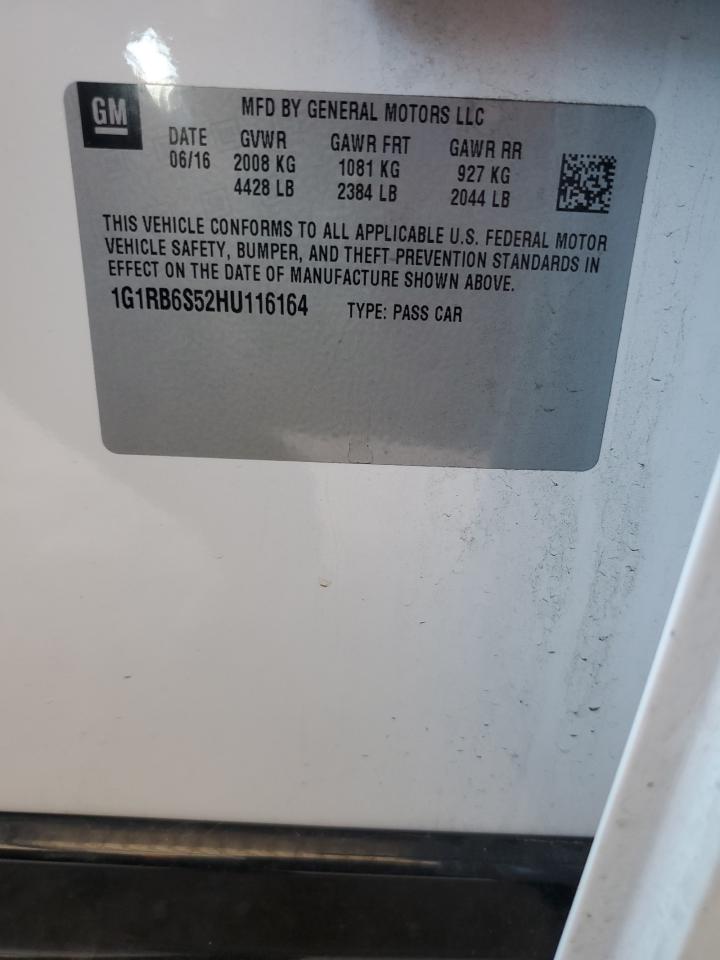 GM
MFD BY GENERAL MOTORS LLC
DATE GVWR GAWR FRT GAWR RR
06/16 2008 KG 1081 KG 927 KG
4428 LB 2384 LB 2044 LB
THIS VEHICLE CONFORMS TO ALL APPLICABLE U.S. FEDERAL MOTOR
VEHICLE SAFETY, BUMPER, AND THEFT PREVENTION STANDARDS IN
EFFECT ON THE DATE OF MANUFACTURE SHOWN ABOVE.
1G1RB6S52HU116164 TYPE: PASS CAR